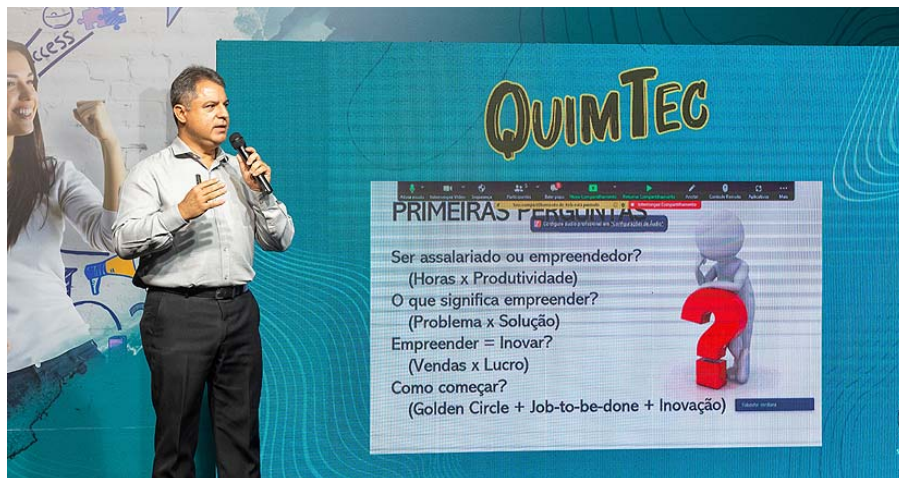 ccess
QUIMTEC
PRIMEIRAS PERGUNTAS
Ser assalariado ou empreendedor?
(Horas x Produtividade)
O que significa empreender?
(Problema x Solução)
Empreender = Inovar?
(Vendas x Lucro)
Como começar?
(Golden Circle + Job-to-be-done + Inovação)